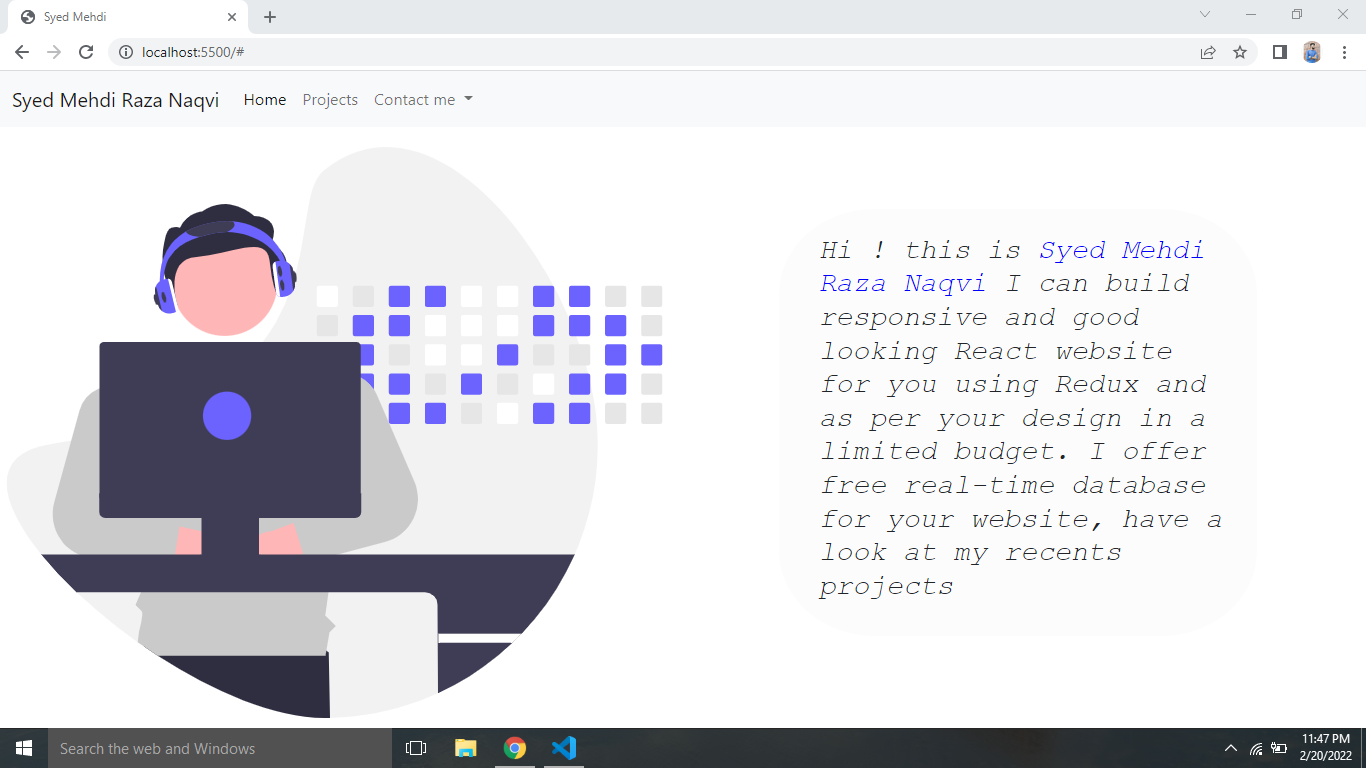 Syed Mehdi
localhost:5500/#
Syed Mehdi Raza Naqvi Home Projects Contact me
Hi ! this is Syed Mehdi
Raza Naqvi I can build
responsive and good
looking React website
for you using Redux and
as per your design in a
limited budget. I offer
free real-time database
for your website, have a
look at my recents
projects
Search the web and Windows
11:47 PM
2/20/2022